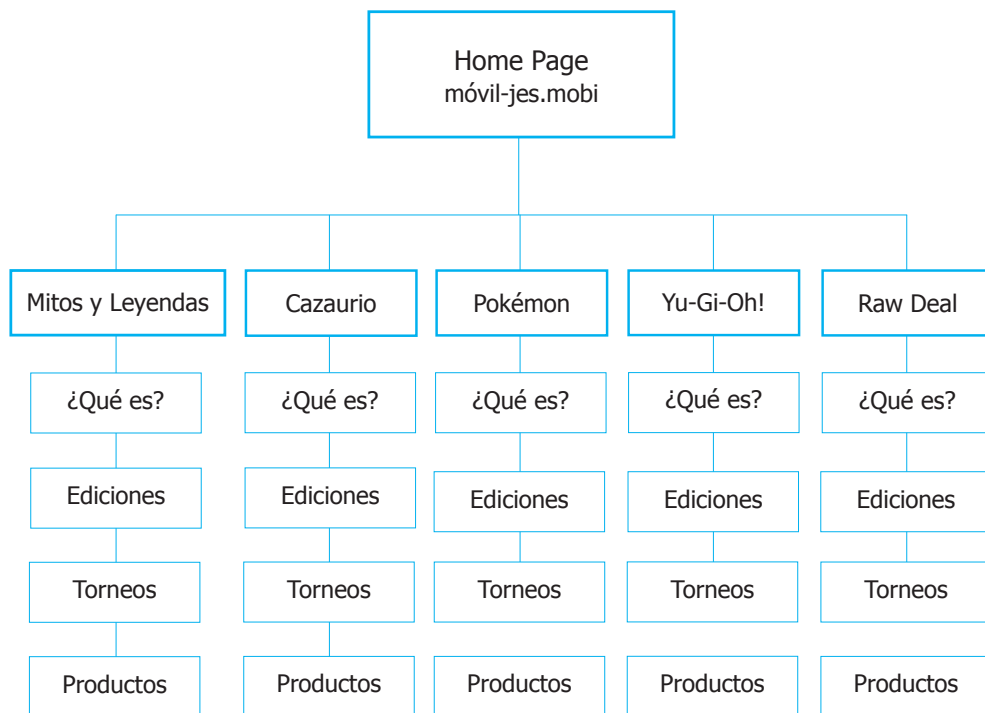 Home Page
móvil-jes.mobi
Mitos y Leyendas
Cazaurio
Pokémon
Yu-Gi-Oh!
Raw Deal
¿Qué es?
¿Qué es?
¿Qué es?
¿Qué es?
¿Qué es?
Ediciones
Ediciones
Ediciones
Ediciones
Ediciones
Torneos
Torneos
Torneos
Torneos
Torneos
Productos
Productos
Productos
Productos
Productos